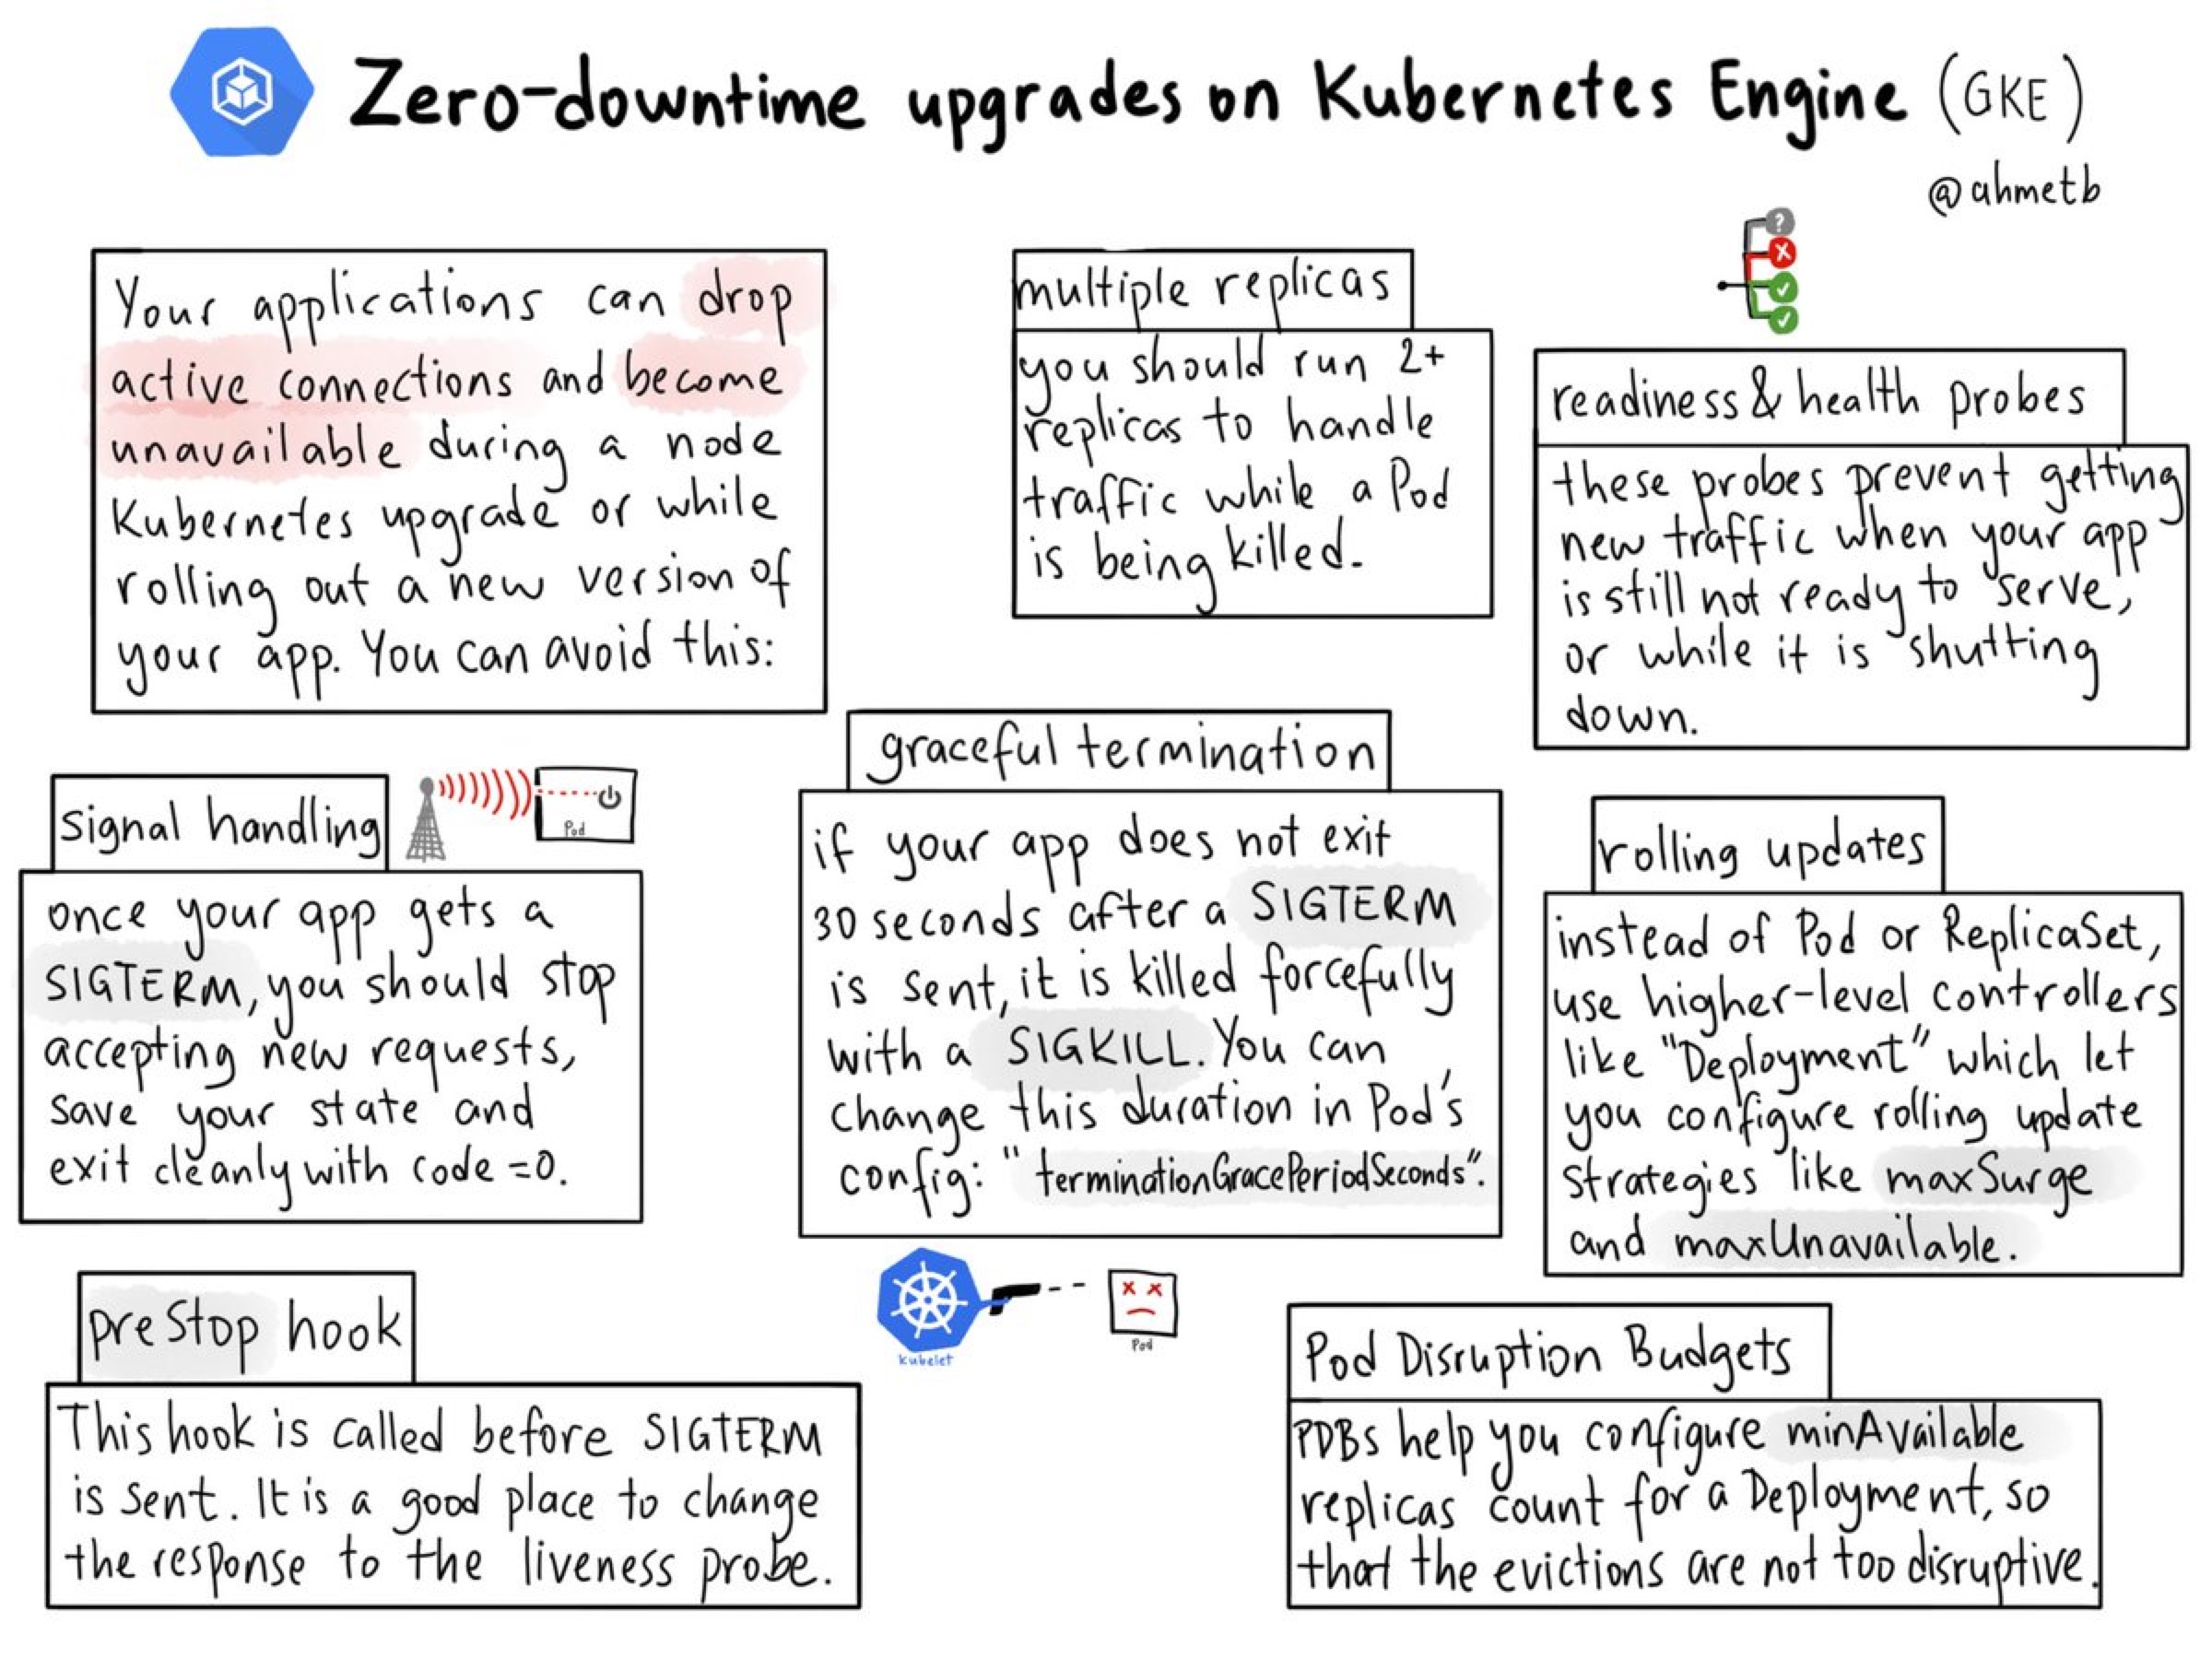 Zero-downtime upgrades on Kubernetes Engine (GKE)
@ahmetb
Your applications can drop
active connections and become
unavailable during a node
Kubernetes upgrade or while
rolling out a new version of
your app. You can avoid this:
multiple replicas
you should run 2+
replicas to handle
traffic while a Pod
is being killed.
?
readiness & health probes
these probes prevent getting
new traffic when your app
is still not ready to serve,
or while it is shutting
down.
signal handling
Pod
once your app gets a
SIGTERM, you should stop
accepting new requests,
save your state and
exit cleanly with code =0.
graceful termination
if your app does not exit
30 seconds after a SIGTERM
is sent, it is killed forcefully
with a SIGKILL. You can
change this duration in Pod's
config: "terminationGracePeriodSeconds".
kubelet
Pod
rolling updates
instead of Pod or ReplicaSet,
use higher-level controllers
like "Deployment" which let
you configure rolling update
strategies like maxSurge
and maxUnavailable.
preStop hook
This hook is called before SIGTERM
is sent. It is a good place to change
the response to the liveness probe.
Pod Disruption Budgets
PDBs help you configure minAvailable
replicas count for a Deployment, so
that the evictions are not too disruptive.